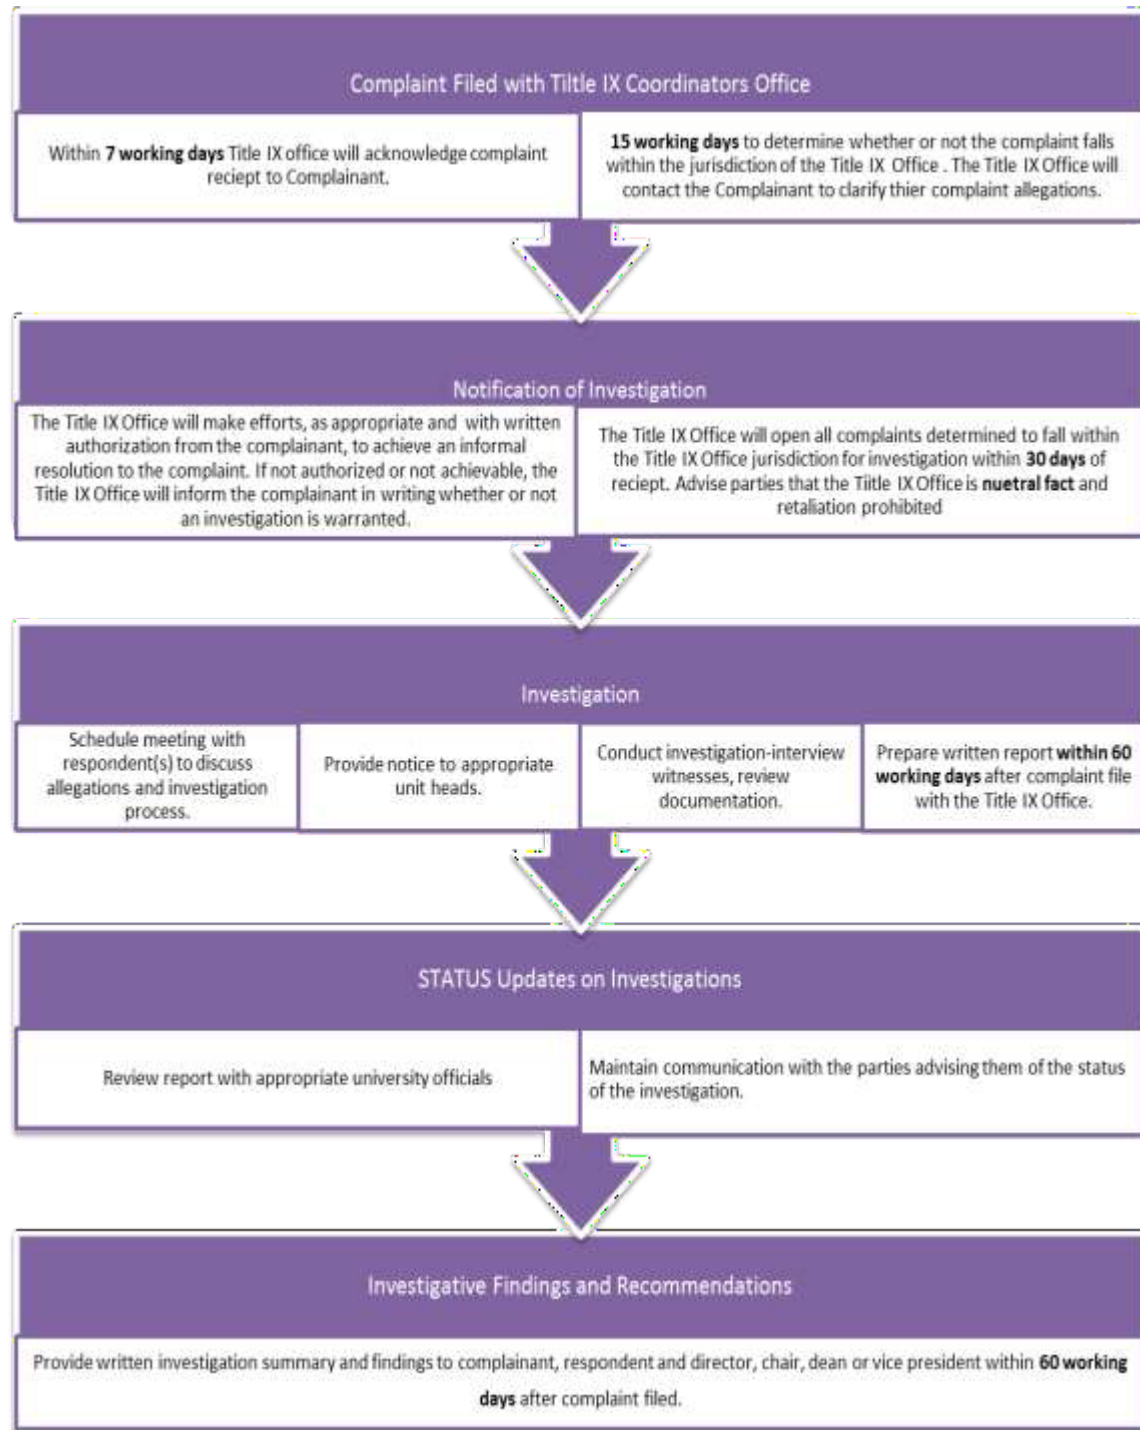 Complaint Filed with Tiltle IX Coordinators Office
Within 7 working days Title IX office will acknowledge complaint
reciept to Complainant.
15 working days to determine whether or not the complaint falls
within the jurisdiction of the Title IX Office . The Title IX Office will
contact the Complainant to clarify thier complaint allegations.
Notification of Investigation
The Title IX Office will make efforts, as appropriate and with written
authorization from the complainant, to achieve an informal
resolution to the complaint. If not authorized or not achievable, the
Title IX Office will inform the complainant in writing whether or not
an investigation is warranted.
The Title IX Office will open all complaints determined to fall within
the Title IX Office jurisdiction for investigation within 30 days of
reciept. Advise parties that the Tiitle IX Office is nuetral fact and
retaliation prohibited
Investigation
Schedule meeting with
respondent(s) to discuss
allegations and investigation
process.
Provide notice to appropriate
unit heads.
Conduct investigation-interview
witnesses, review
documentation.
Prepare written report within 60
working days after complaint file
with the Title IX Office.
STATUS Updates on Investigations
Review report with appropriate university officials
Maintain communication with the parties advising them of the status
of the investigation.
Investigative Findings and Recommendations
Provide written investigation summary and findings to complainant, respondent and director, chair, dean or vice president within 60 working
days after complaint filed.